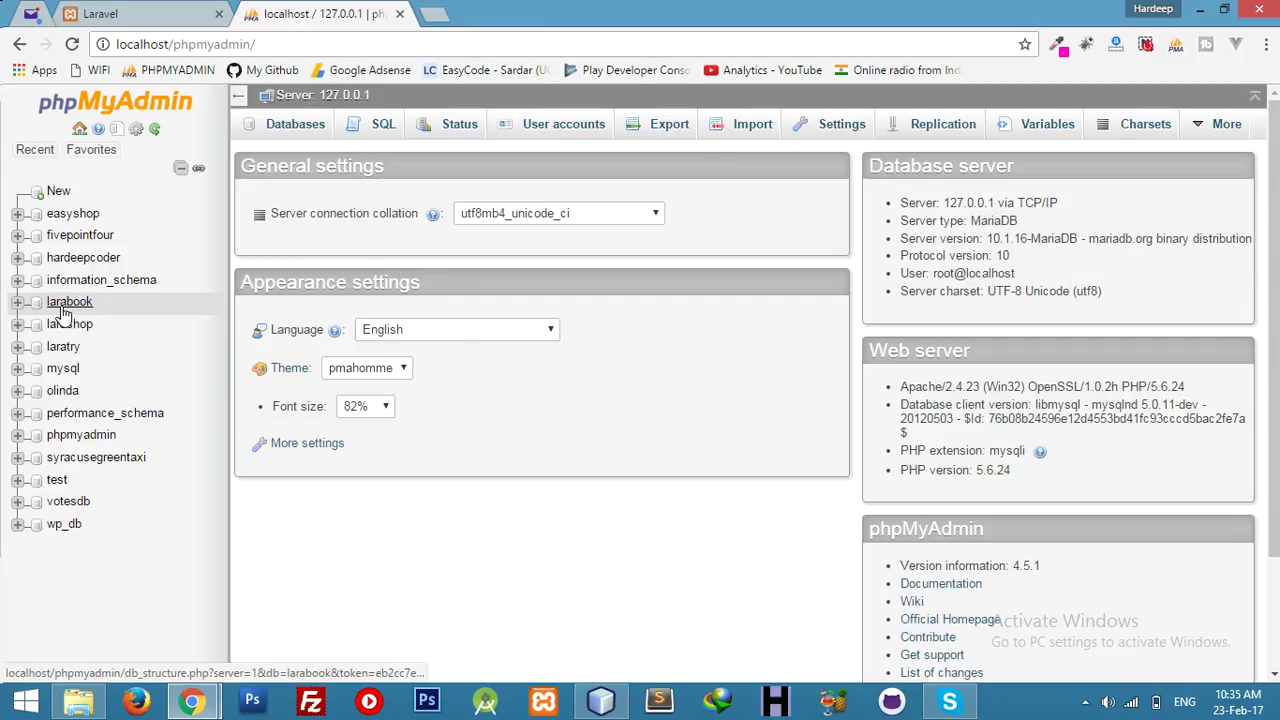 Laravel
localhost / 127.0.0.1 | ph
Hardeep
localhost/phpmyadmin/
Apps
WIFI
PHPMYADMIN
My Github
Google Adsense
LC
EasyCode - Sardar (UC
Play Developer Conso
Analytics - YouTube
Online radio from Ind
phpMyAdmin
Recent
Favorites
New
easyshop
fivepointfour
hardeepcoder
information_schema
larabook
laratry
mysql
olinda
performance_schema
phpmyadmin
syracusegreentaxi
test
votesdb
wp_db
Server: 127.0.0.1
Databases
SQL
Status
User accounts
Export
Import
Settings
Replication
Variables
Charsets
More
General settings
Server connection collation
utf8mb4_unicode_ci
Appearance settings
Language
English
Theme:
pmahomme
Font size:
82%
More settings
Database server
Server: 127.0.0.1 via TCP/IP
Server type: MariaDB
Server version: 10.1.16-MariaDB - mariadb.org binary distribution
Protocol version: 10
User: root@localhost
Server charset: UTF-8 Unicode (utf8)
Web server
Apache/2.4.23 (Win32) OpenSSL/1.0.2h PHP/5.6.24
Database client version: libmysql - mysqlnd 5.0.11-dev -
20120503 - $Id: 76b08b24596e12d4553bd41fc93cccd5bac2fe7a
$
PHP extension: mysqli
PHP version: 5.6.24
phpMyAdmin
Version information: 4.5.1
Documentation
Wiki
Official Homepage
Contribute
Get support
List of changes
Activate Windows
Go to PC settings to activate Windows.
localhost/phpmyadmin/db_structure.php?server=1&db=larabook&token=eb2cc7e...
ENG
10:35 AM
23-Feb-17